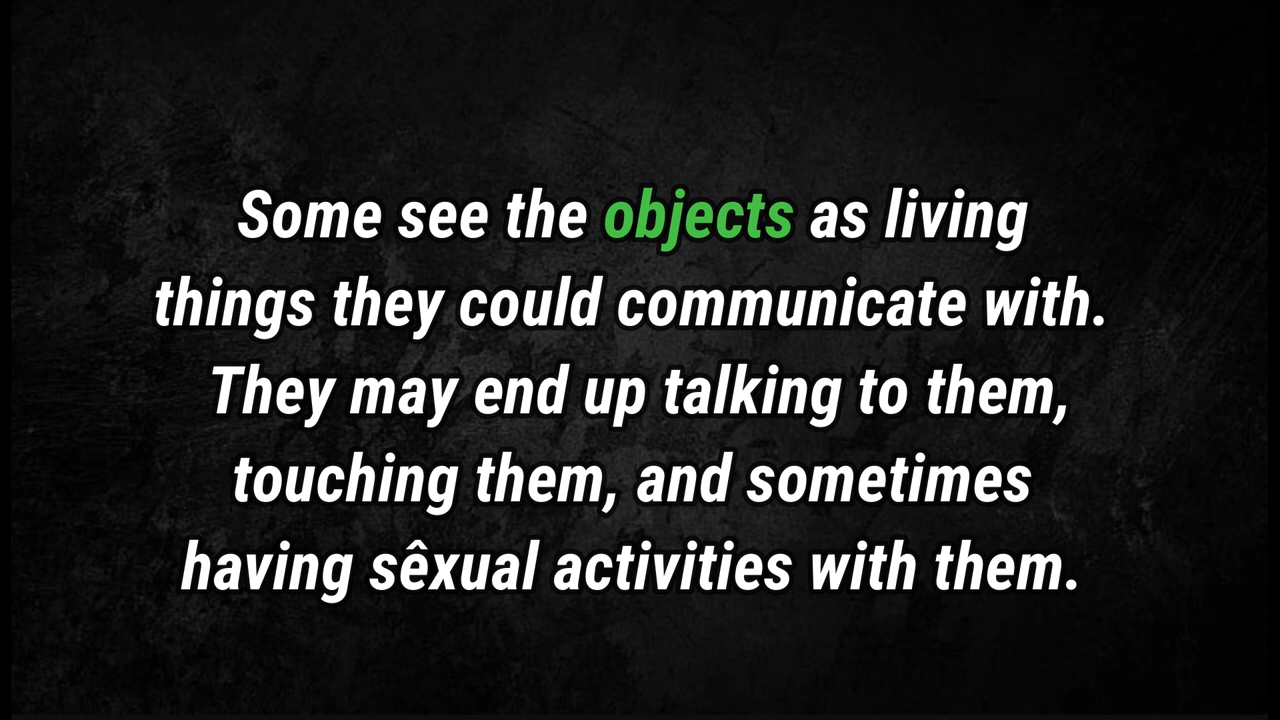 Some see the objects as living
things they could communicate with.
They may end up talking to them,
touching them, and sometimes
having sêxual activities with them.